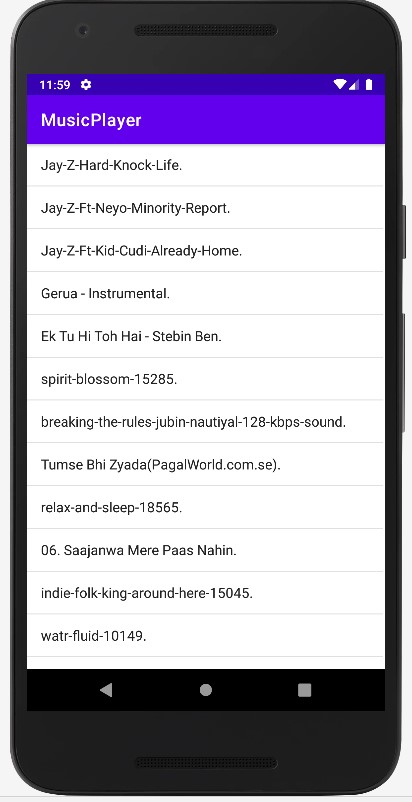 11:59
MusicPlayer
Jay-Z-Hard-Knock-Life.
Jay-Z-Ft-Neyo-Minority-Report.
Jay-Z-Ft-Kid-Cudi-Already-Home.
Gerua - Instrumental.
Ek Tu Hi Toh Hai - Stebin Ben.
spirit-blossom-15285.
breaking-the-rules-jubin-nautiyal-128-kbps-sound.
Tumse Bhi Zyada(PagalWorld.com.se).
relax-and-sleep-18565.
06. Saajanwa Mere Paas Nahin.
indie-folk-king-around-here-15045.
watr-fluid-10149.